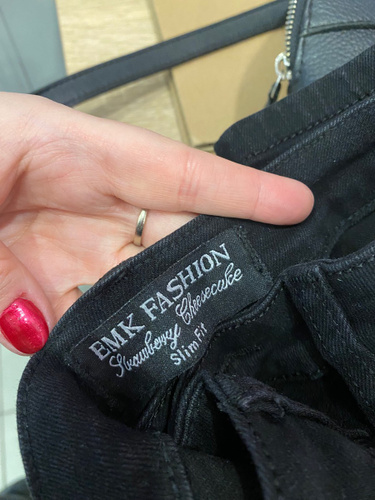 EMK FASHION
Strawberry Cheesecake
Slim Fit